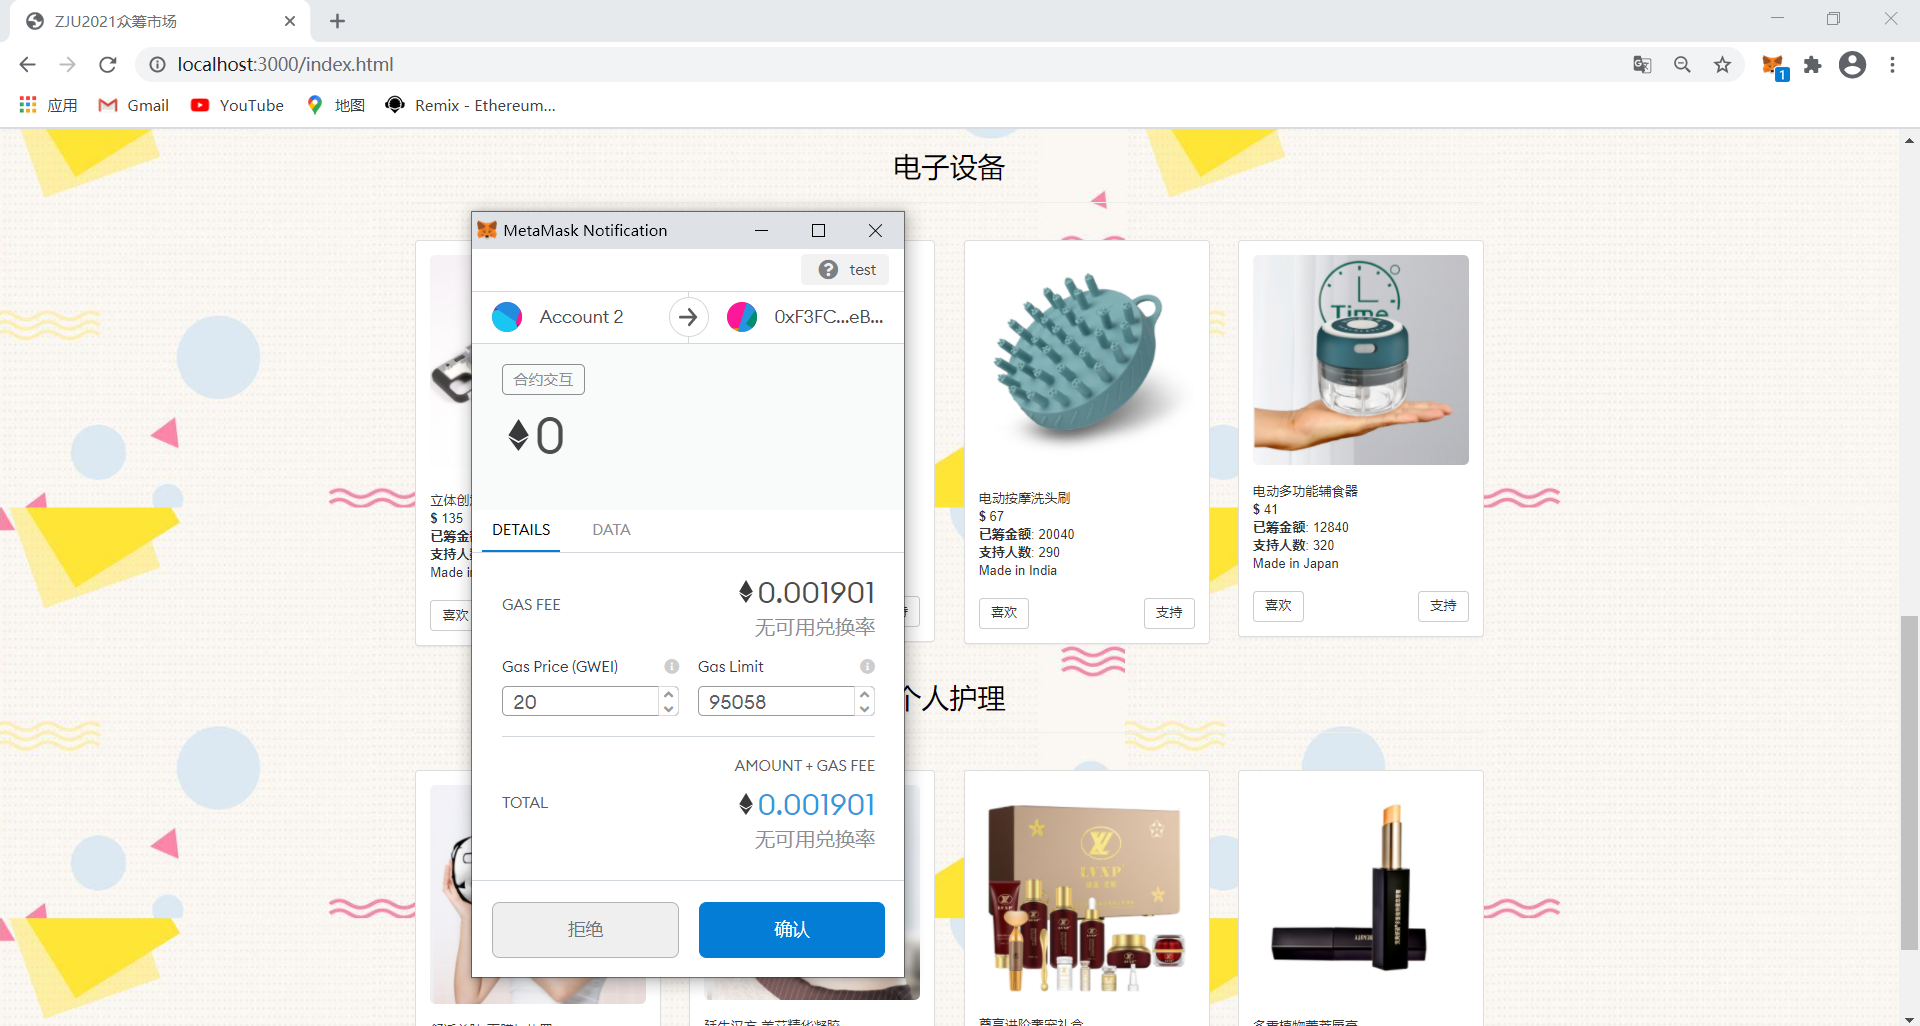 ZJU2021众筹市场
localhost:3000/index.html
1
应用
Gmail
YouTube
地图
Remix - Ethereum...
电子设备
MetaMask Notification
test
Account 2
0xF3FC...eB...
合约交互
0
DETAILS
DATA
GAS FEE
0.001901
无可用兑换率
Gas Price (GWEI)
Gas Limit
20
95058
AMOUNT + GAS FEE
TOTAL
0.001901
无可用兑换率
拒绝
确认
立体创
$ 135
已筹金
支持人
Made in
喜欢
电动按摩洗头刷
$ 67
已筹金额: 20040
支持人数: 290
Made in India
喜欢
支持
Time
电动多功能辅食器
$ 41
已筹金额: 12840
支持人数: 320
Made in Japan
喜欢
支持
个人护理
LVXP